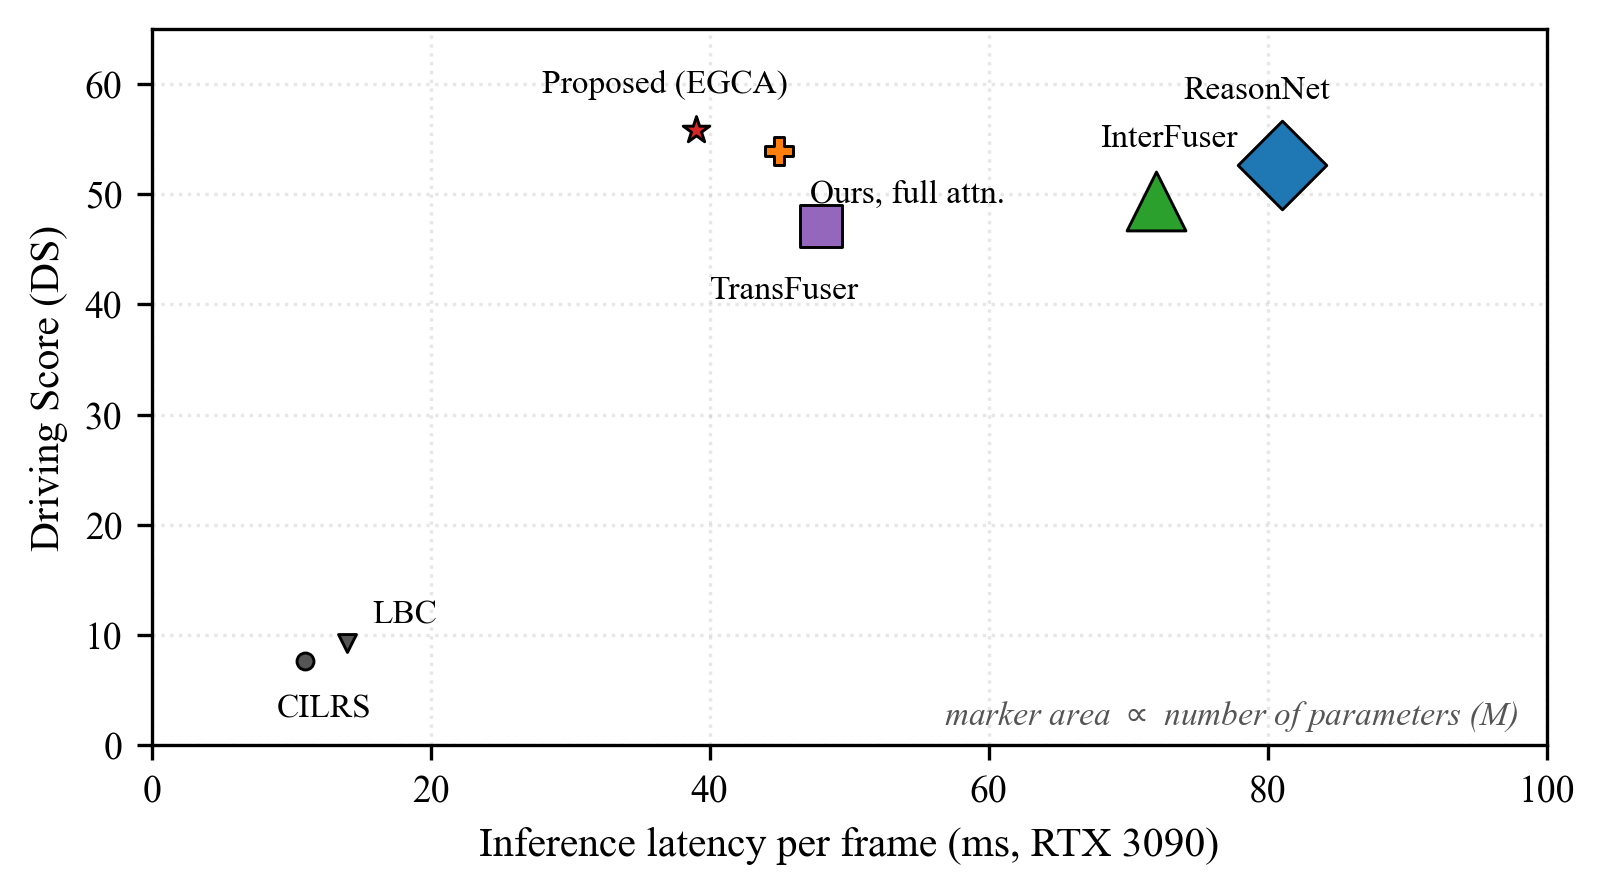 60
50
40
30
20
10
0
Driving Score (DS)
Proposed (EGCA)
ReasonNet
InterFuser
Ours, full attn.
TransFuser
LBC
CILRS
marker area ∝ number of parameters (M)
0
20
40
60
80
100
Inference latency per frame (ms, RTX 3090)